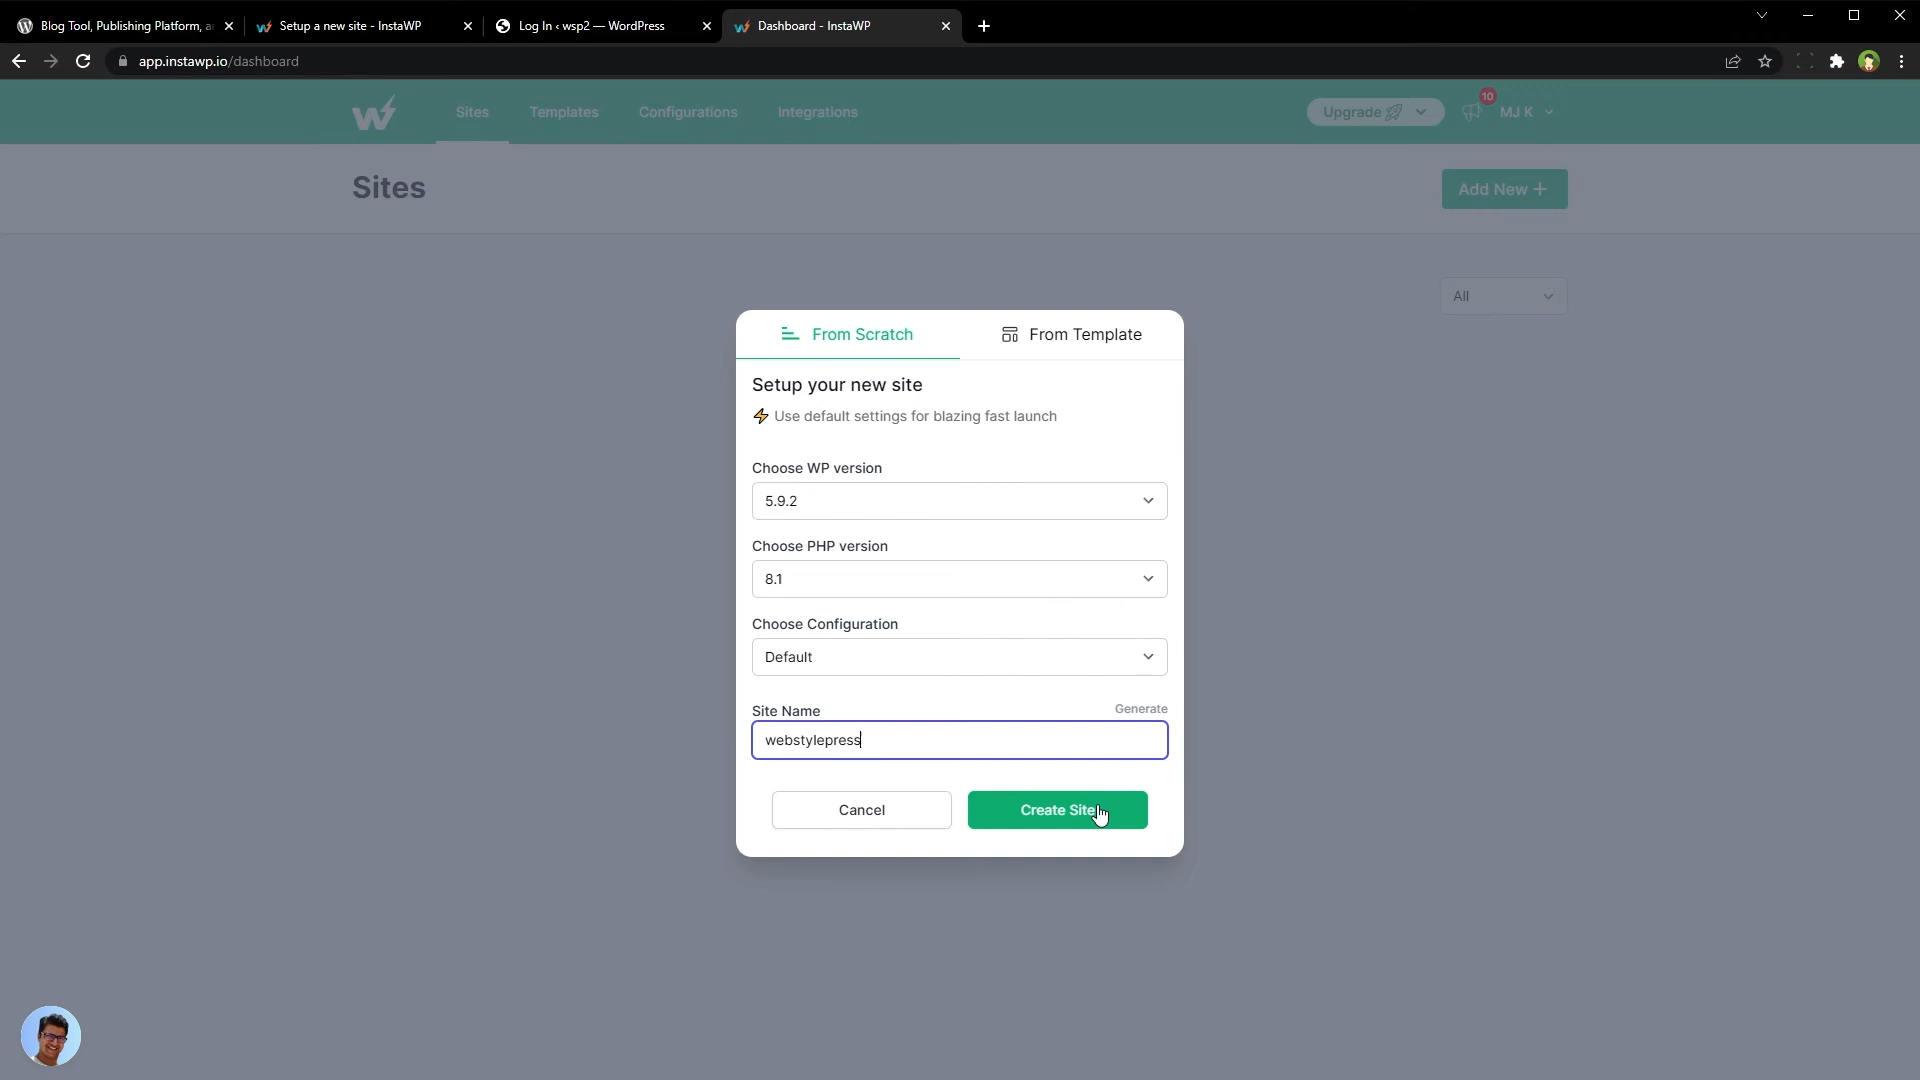 Blog Tool, Publishing Platform, a
Setup a new site - InstaWP
Log In ‹ wsp2 — WordPress
Dashboard - InstaWP
app.instawp.io/dashboard
Sites
Templates
Configurations
Integrations
Upgrade
10
MJ K
Sites
Add New +
All
From Scratch
From Template
Setup your new site
Use default settings for blazing fast launch
Choose WP version
5.9.2
Choose PHP version
8.1
Choose Configuration
Default
Site Name
Generate
webstylepress
Cancel
Create Site